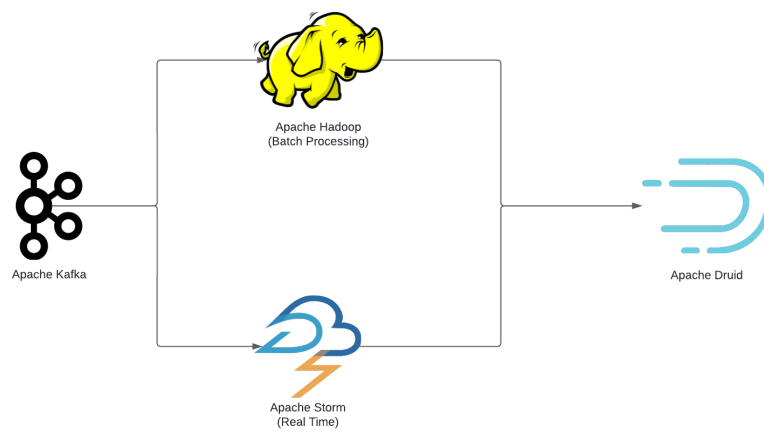 Apache Hadoop
(Batch Processing)
Apache Kafka
Apache Druid
Apache Storm
(Real Time)